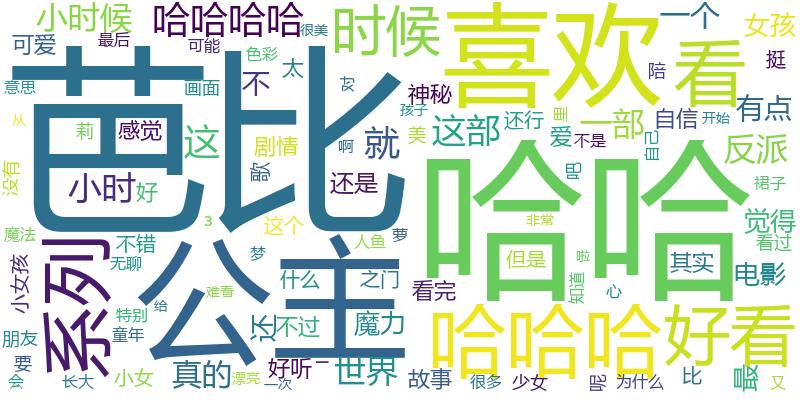 小时候
哈哈哈哈
很美
时候
喜欢
一个
女孩
可爱
最后
可能
色彩
看
陪
挺
意思
芭比
画面
不
太
对
神秘
孩子
里
自信
开始
有点
从
莉
感觉
这
剧情
就
美
这部
还行
爱
一部
不是
自己
反派
没有
小时
好
歌
还是
啊
哈哈
吧
裙子
魔法
系列
不错
3
这个
人鱼
萝
非常
觉得
小女孩
无聊
公主
梦
但是
啦
看过
什么
之门
看完
知道
其实
电影
特别
难看
给
还
不过
魔力
哈哈哈
心
好看
朋友
童年
要
会
长大
小女
真的
漂亮
好听
一次
一
世界
故事
很多
少女
呢
为什么
比
最
又